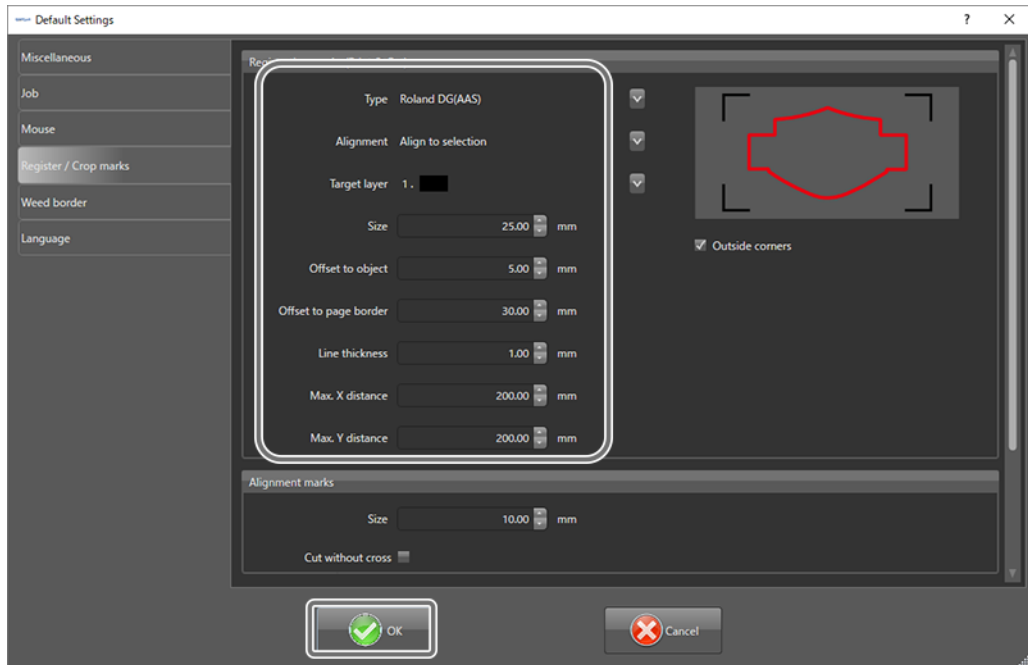 Default Settings
?
Miscellaneous
Job
Mouse
Register / Crop marks
Weed border
Language
Type Roland DG(AAS)
Alignment Align to selection
Target layer 1.
Size 25.00 mm
Offset to object 5.00 mm
Offset to page border 30.00 mm
Line thickness 1.00 mm
Max. X distance 200.00 mm
Max. Y distance 200.00 mm
Outside corners
Alignment marks
Size 10.00 mm
Cut without cross
OK
Cancel